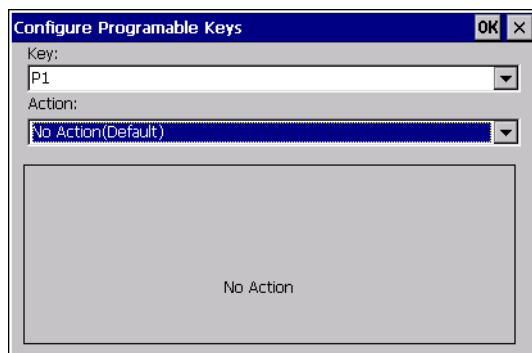 Configure Programable Keys OK ×
Key:
P1
Action:
No Action(Default)
No Action